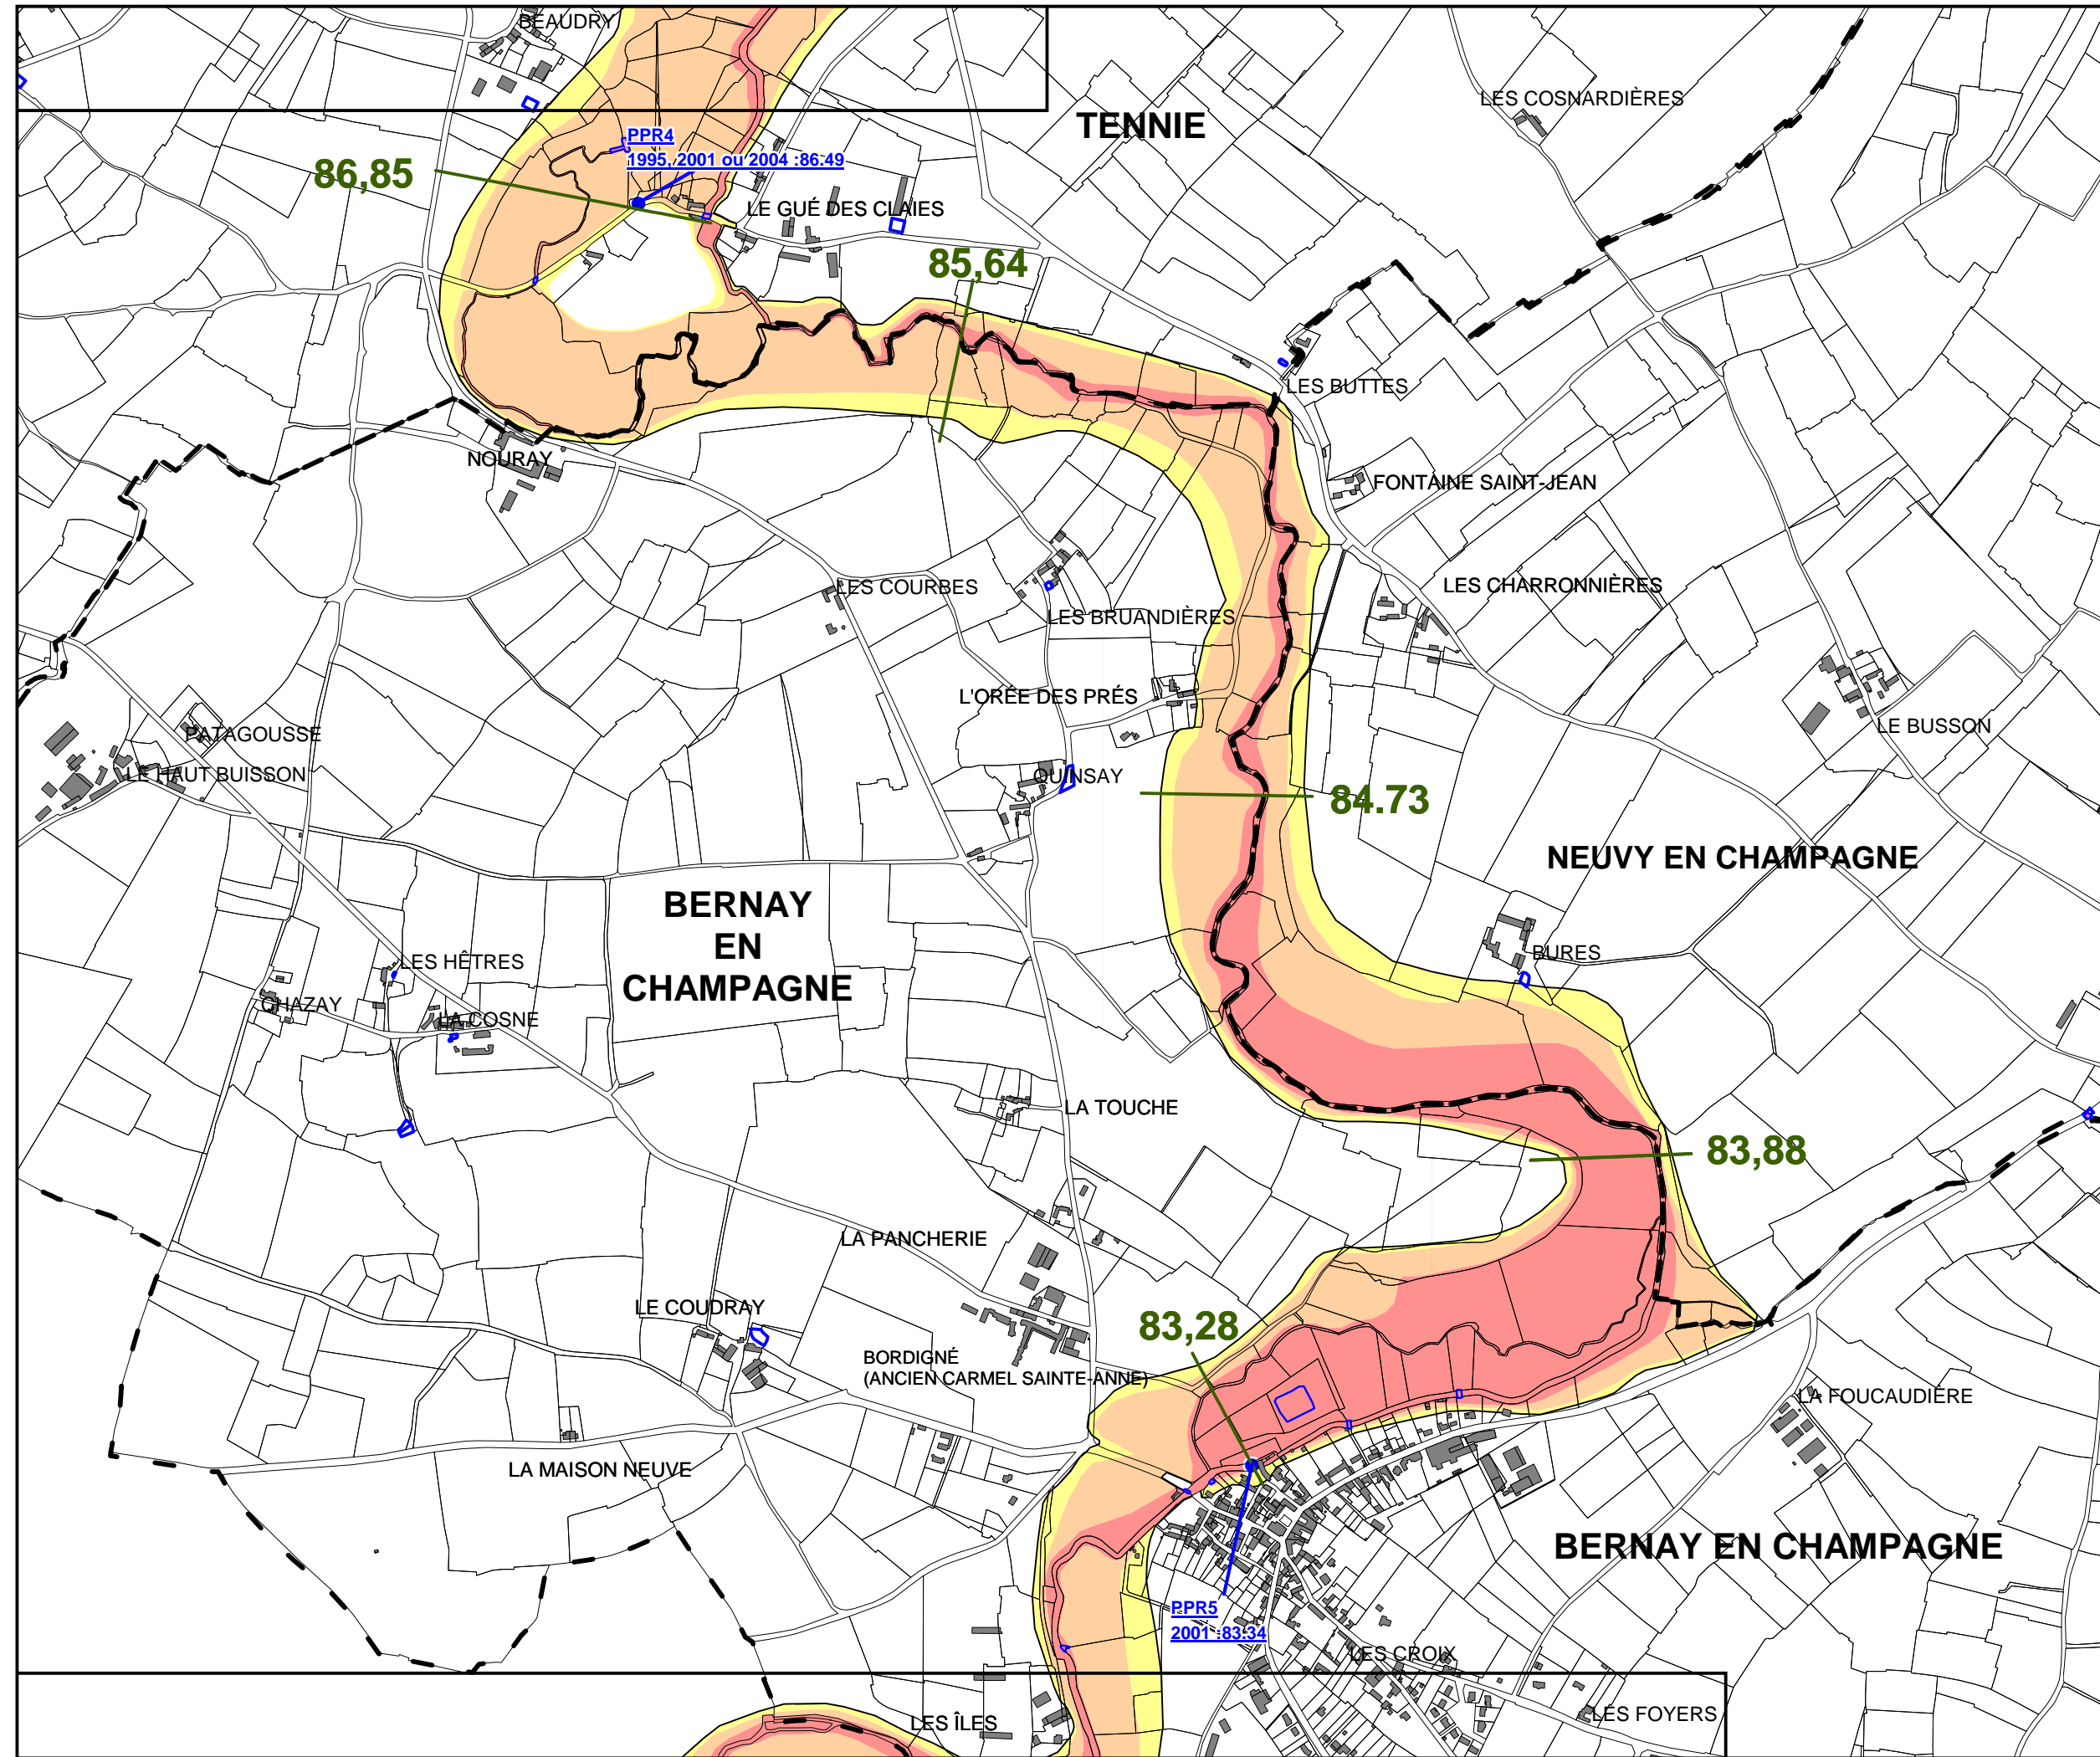 BEAUDRY
LES COSNARDIÈRES
TENNIE
PPR4
1995, 2001 ou 2004 :86.49
86,85
LE GUÉ DES CLAIES
85,64
LES BUTTES
NOURAY
FONTAINE SAINT-JEAN
LES COURBES
LES CHARRONNIÈRES
LES BRUANDIÈRES
L'ORÉE DES PRÉS
LE BUSSON
PATAGOUSSE
LE HAUT BUISSON
QUINSAY
84.73
NEUVY EN CHAMPAGNE
BERNAY
EN
CHAMPAGNE
BURES
LES HÊTRES
CHAZAY
LA COSNE
LA TOUCHE
83,88
LA PANCHERIE
LE COUDRAY
83,28
BORDIGNÉ
(ANCIEN CARMEL SAINTE-ANNE)
LA FOUCAUDIÈRE
LA MAISON NEUVE
BERNAY EN CHAMPAGNE
PPR5
2001 :83.34
LES CROIX
LES ÎLES
LES FOYERS